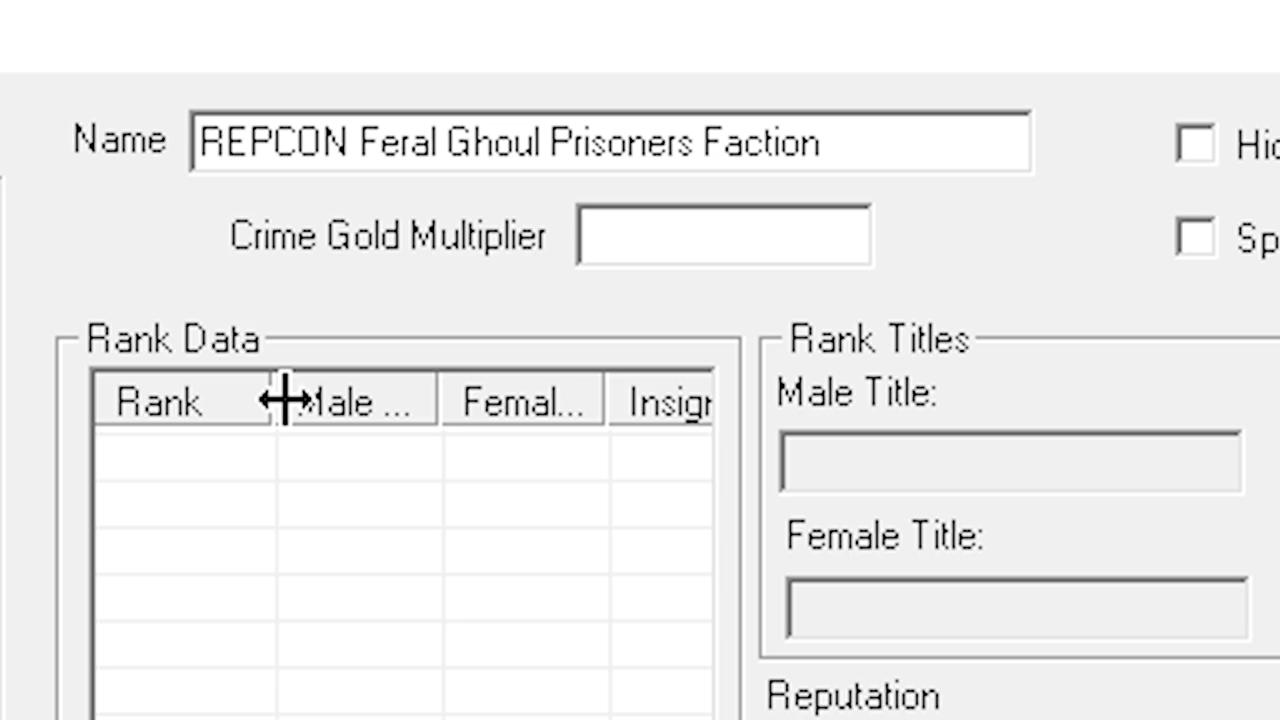 Name REPCON Feral Ghoul Prisoners Faction
Crime Gold Multiplier
Rank Data
Rank Male ... Femal...
Rank Titles
Male Title:
Female Title:
Reputation